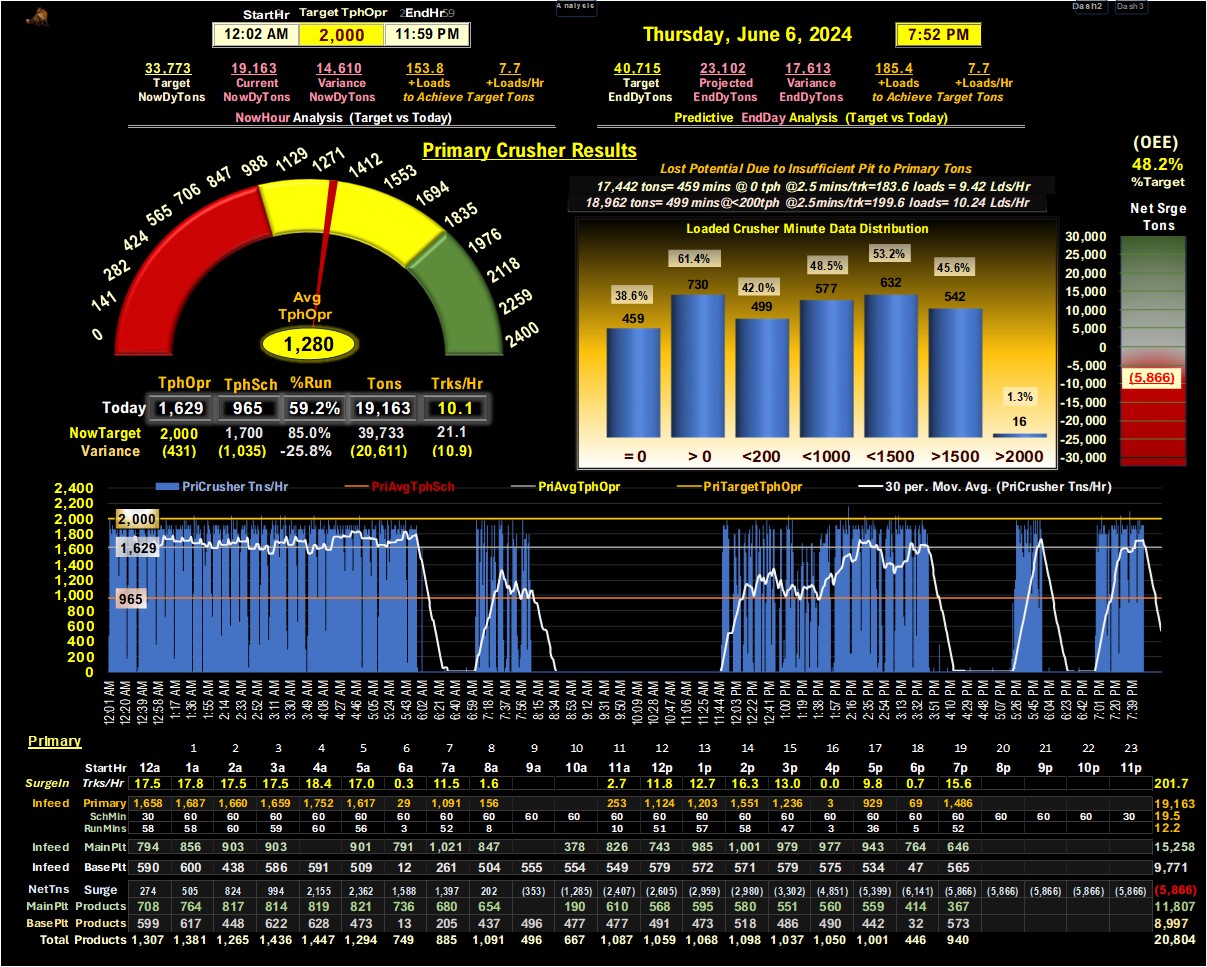 Analysis
Dash2 Dash3
StartHr Target TphOpr EndHr
12:02 AM 2,000 11:59 PM
Thursday, June 6, 2024 7:52 PM
33,773 19,163 14,610 153.8 7.7
Target Current Variance +Loads +Loads/Hr
NowDyTons NowDyTons NowDyTons to Achieve Target Tons
NowHour Analysis (Target vs Today)
40,715 23,102 17,613 185.4 7.7
Target Projected Variance +Loads +Loads/Hr
EndDyTons EndDyTons EndDyTons to Achieve Target Tons
Predictive EndDay Analysis (Target vs Today)
(OEE)
48.2%
%Target
Primary Crusher Results
Lost Potential Due to Insufficient Pit to Primary Tons
17,442 tons= 459 mins @ 0 tph @2.5 mins/trk=183.6 loads = 9.42 Lds/Hr
18,962 tons= 499 mins@<200tph @2.5mins/trk=199.6 loads= 10.24 Lds/Hr
0 141 282 424 565 706 847 988 1129 1271 1412 1553 1694 1835 1976 2118 2259 2400
Avg
TphOpr
1,280
TphOpr TphSch %Run Tons Trks/Hr
Today 1,629 965 59.2% 19,163 10.1
NowTarget 2,000 1,700 85.0% 39,733 21.1
Variance (431) (1,035) -25.8% (20,611) (10.9)
Loaded Crusher Minute Data Distribution
38.6% 61.4% 42.0% 48.5% 53.2% 45.6% 1.3%
459 730 499 577 632 542 16
= 0 > 0 <200 <1000 <1500 >1500 >2000
Net Srge
Tons
30,000
25,000
20,000
15,000
10,000
5,000
0
-5,000
(5,866)
-10,000
-15,000
-20,000
-25,000
-30,000
PriCrusher Tns/Hr PriAvgTphSch PriAvgTphOpr PriTargetTphOpr 30 per. Mov. Avg. (PriCrusher Tns/Hr)
2,400
2,200
2,000
1,800
1,600
1,400
1,200
1,000
800
600
400
200
0
2,000
1,629
965
12:01 AM 12:20 AM 12:39 AM 12:58 AM 1:17 AM 1:36 AM 1:55 AM 2:14 AM 2:33 AM 2:52 AM 3:11 AM 3:30 AM 3:49 AM 4:08 AM 4:27 AM 4:46 AM 5:05 AM 5:24 AM 5:43 AM 6:02 AM 6:21 AM 6:40 AM 6:59 AM 7:18 AM 7:37 AM 7:56 AM 8:15 AM 8:34 AM 8:53 AM 9:12 AM 9:31 AM 9:50 AM 10:09 AM 10:28 AM 10:47 AM 11:06 AM 11:25 AM 11:44 AM 12:03 PM 12:22 PM 12:41 PM 1:00 PM 1:19 PM 1:38 PM 1:57 PM 2:16 PM 2:35 PM 2:54 PM 3:13 PM 3:32 PM 3:51 PM 4:10 PM 4:29 PM 4:48 PM 5:07 PM 5:26 PM 5:45 PM 6:04 PM 6:23 PM 6:42 PM 7:01 PM 7:20 PM 7:39 PM
Primary 1 2 3 4 5 6 7 8 9 10 11 12 13 14 15 16 17 18 19 20 21 22 23
StartHr 12a 1a 2a 3a 4a 5a 6a 7a 8a 9a 10a 11a 12p 1p 2p 3p 4p 5p 6p 7p 8p 9p 10p 11p
SurgeIn Trks/Hr 17.5 17.8 17.5 17.5 18.4 17.0 0.3 11.5 1.6 2.7 11.8 12.7 16.3 13.0 0.0 9.8 0.7 15.6 201.7
Infeed Primary 1,658 1,687 1,660 1,659 1,752 1,617 29 1,091 156 253 1,124 1,203 1,551 1,236 3 929 69 1,486 19,163
SchMin 30 60 60 60 60 60 60 60 60 60 60 60 60 60 60 60 60 60 60 60 60 60 60 30 19.5
RunMins 58 58 60 59 60 56 3 52 8 10 51 57 58 47 3 36 5 52 12.2
Infeed MainPlt 794 856 903 903 901 791 1,021 847 378 826 743 985 1,001 979 977 943 764 646 15,258
Infeed BasePlt 590 600 438 586 591 509 12 261 504 555 554 549 579 572 571 579 575 534 47 565 9,771
NetTns Surge 274 505 824 994 2,155 2,362 1,588 1,397 202 (353) (1,285) (2,407) (2,605) (2,959) (2,980) (3,302) (4,851) (5,399) (6,141) (5,866) (5,866) (5,866) (5,866) (5,866) (5,866)
MainPlt Products 708 764 817 814 819 821 736 680 654 190 610 568 595 580 551 560 559 414 367 11,807
BasePlt Products 599 617 448 622 628 473 13 205 437 496 477 477 491 473 518 486 490 442 32 573 8,997
Total Products 1,307 1,381 1,265 1,436 1,447 1,294 749 885 1,091 496 667 1,087 1,059 1,068 1,098 1,037 1,050 1,001 446 940 20,804